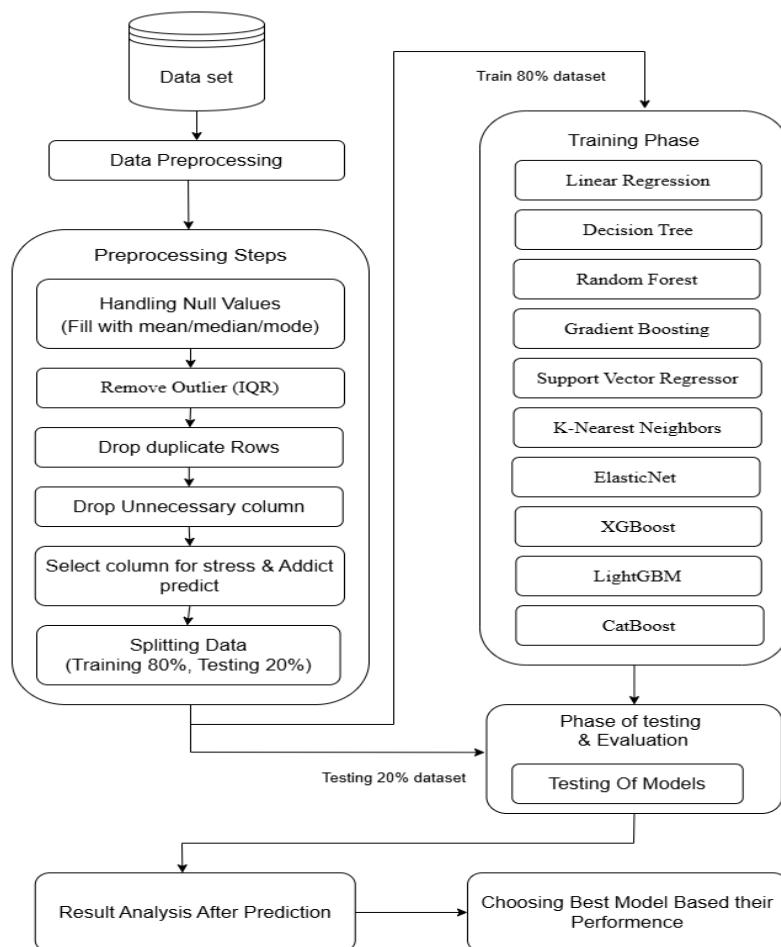 Data set
Data Preprocessing
Preprocessing Steps
Handling Null Values
(Fill with mean/median/mode)
Remove Outlier (IQR)
Drop duplicate Rows
Drop Unnecessary column
Select column for stress & Addict
predict
Splitting Data
(Training 80%, Testing 20%)
Train 80% dataset
Training Phase
Linear Regression
Decision Tree
Random Forest
Gradient Boosting
Support Vector Regressor
K-Nearest Neighbors
ElasticNet
XGBoost
LightGBM
CatBoost
Testing 20% dataset
Phase of testing
& Evaluation
Testing Of Models
Result Analysis After Prediction
Choosing Best Model Based their
Performence